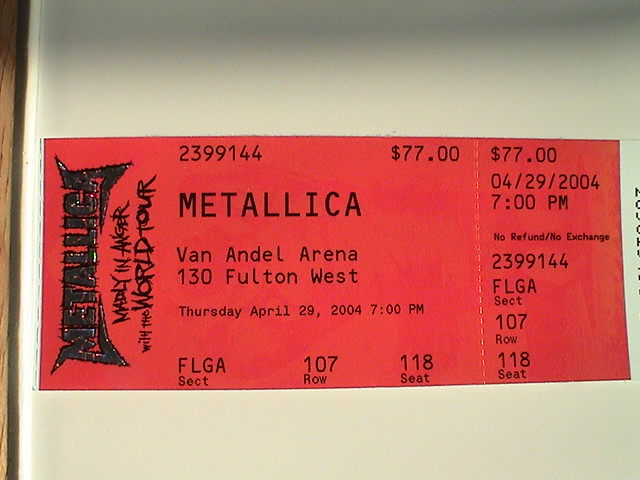 METALLICA
MADLY IN ANGER
with the WORLD TOUR
2399144 $77.00
METALLICA
Van Andel Arena
130 Fulton West
Thursday April 29, 2004 7:00 PM
FLGA 107 118
Sect Row Seat
$77.00
04/29/2004
7:00 PM
No Refund/No Exchange
2399144
FLGA
Sect
107
Row
118
Seat